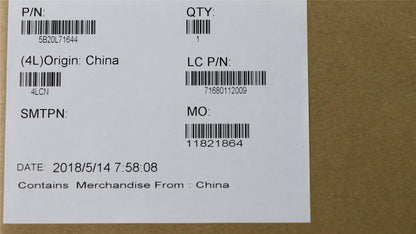 P/N: QTY:
5B20L71644 1
(4L)Origin: China LC P/N:
4LCN 71680112009
SMTPN: MO:
11821864
DATE: 2018/5/14 7:58:08
Contains Merchandise From : China